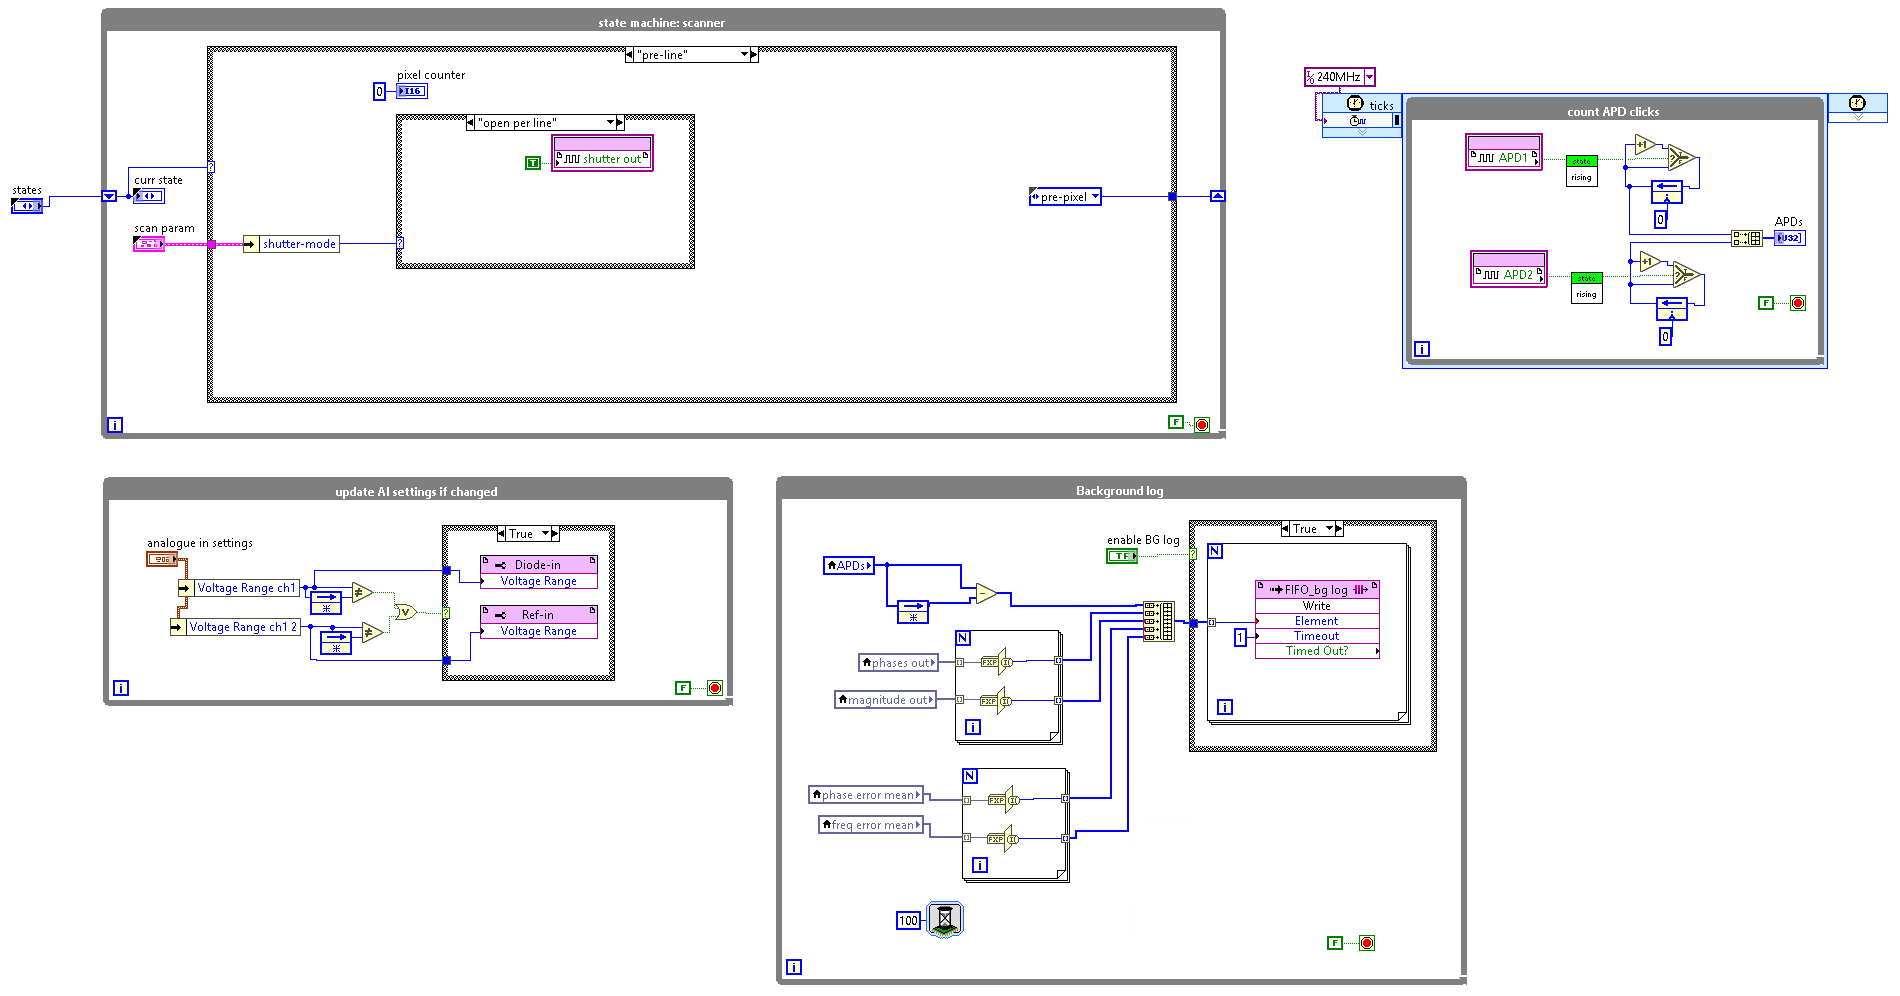 state machine: scanner
"pre-line"
pixel counter
0
I16
"open per line"
shutter out
T
states
curr state
scan param
shutter-mode
pre-pixel
?
?
i
F
240MHz
ticks
count APD clicks
APD1
state
rising
+1
?
0
APDs
U32]
APD2
state
rising
+1
?
0
F
i
update AI settings if changed
True
analogue in settings
Voltage Range ch1
Voltage Range ch1 2
≠
≠
V
?
Diode-in
Voltage Range
Ref-in
Voltage Range
i
F
Background log
True
enable BG log
TF
?
N
APDs
-
FIFO_bg log
Write
Element
Timeout
Timed Out?
1
i
N
phases out
FXP
magnitude out
FXP
i
N
phase error mean
FXP
freq error mean
FXP
i
100
F
i